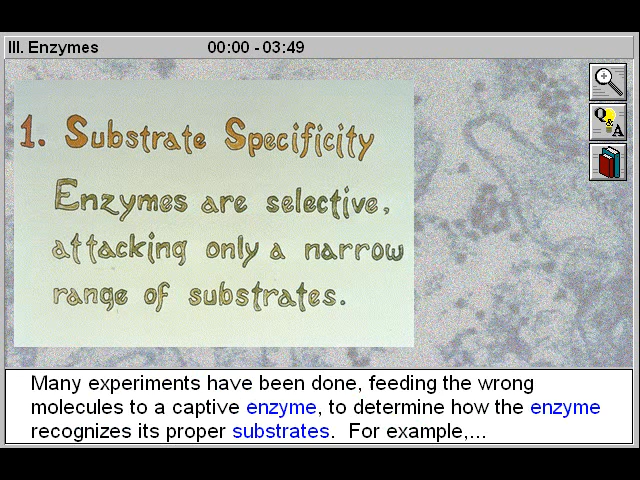 III. Enzymes 00:00 - 03:49
Q
&
A
1. Substrate Specificity
Enzymes are selective,
attacking only a narrow
range of substrates.
Many experiments have been done, feeding the wrong
molecules to a captive enzyme, to determine how the enzyme
recognizes its proper substrates. For example,...